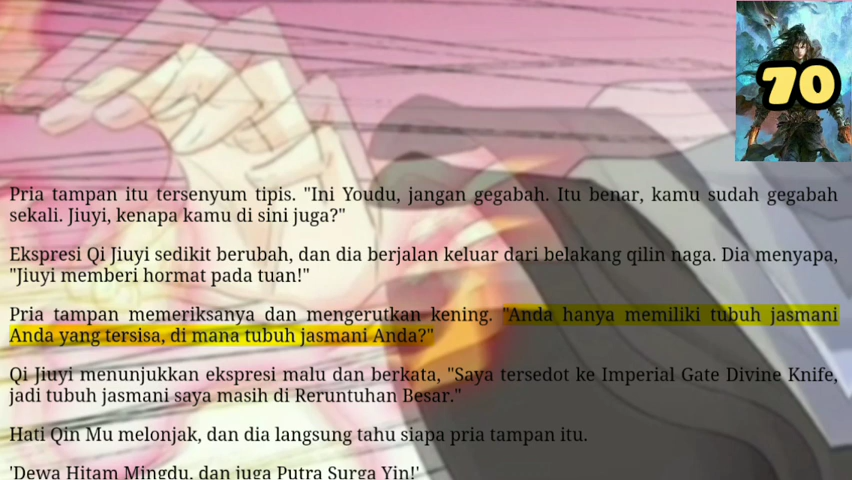 70
Pria tampan itu tersenyum tipis. "Ini Youdu, jangan gegabah. Itu benar, kamu sudah gegabah
sekali. Jiuyi, kenapa kamu di sini juga?"
Ekspresi Qi Jiuyi sedikit berubah, dan dia berjalan keluar dari belakang qilin naga. Dia menyapa,
"Jiuyi memberi hormat pada tuan!"
Pria tampan memeriksanya dan mengerutkan kening. "Anda hanya memiliki tubuh jasmani
Anda yang tersisa, di mana tubuh jasmani Anda?"
Qi Jiuyi menunjukkan ekspresi malu dan berkata, "Saya tersedot ke Imperial Gate Divine Knife,
jadi tubuh jasmani saya masih di Reruntuhan Besar."
Hati Qin Mu melonjak, dan dia langsung tahu siapa pria tampan itu.
'Dewa Hitam Mingdu, dan juga Putra Surga Yin!'